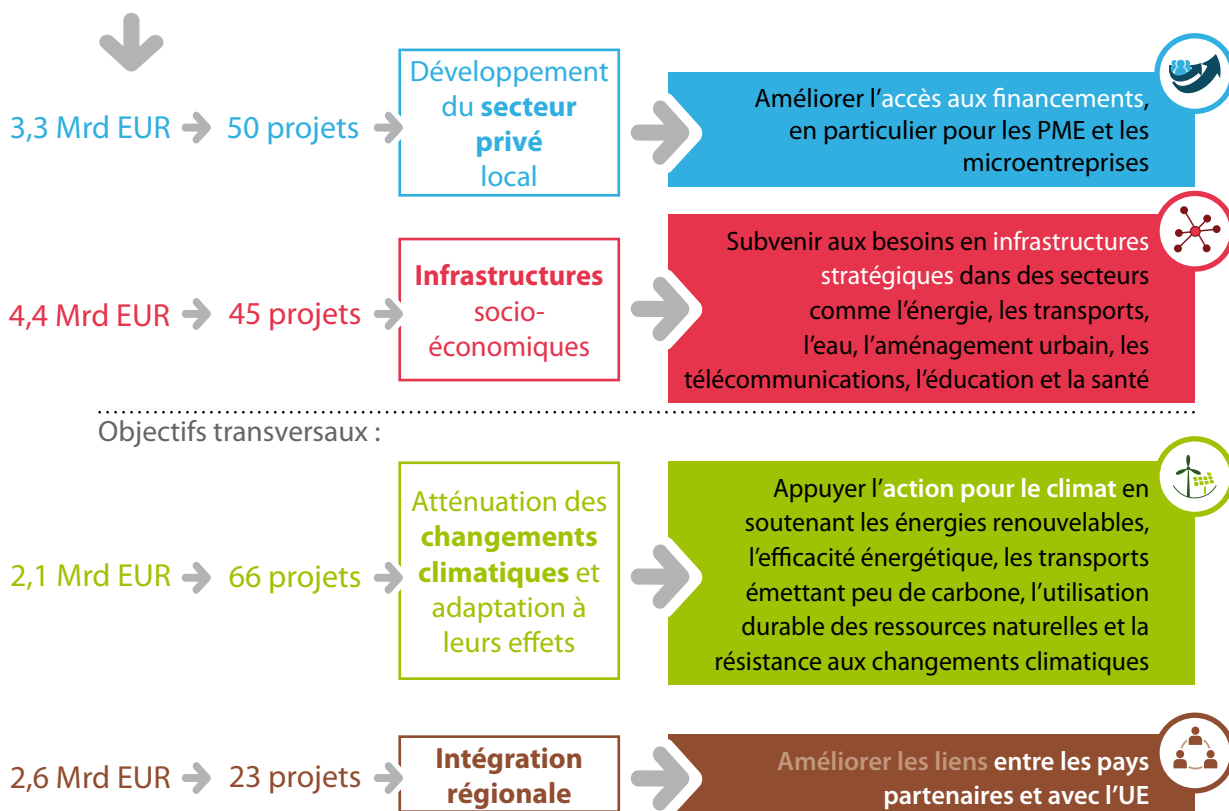 3,3 Mrd EUR
50 projets
Développement
du secteur
privé
local
Améliorer l'accès aux financements,
en particulier pour les PME et les
microentreprises
4,4 Mrd EUR
45 projets
Infrastructures
socio-
économiques
Subvenir aux besoins en infrastructures
stratégiques dans des secteurs
comme l'énergie, les transports,
l'eau, l'aménagement urbain, les
télécommunications, l'éducation et la santé
Objectifs transversaux :
2,1 Mrd EUR
66 projets
Atténuation des
changements
climatiques et
adaptation à
leurs effets
Appuyer l'action pour le climat en
soutenant les énergies renouvelables,
l'efficacité énergétique, les transports
émettant peu de carbone, l'utilisation
durable des ressources naturelles et la
résistance aux changements climatiques
2,6 Mrd EUR
23 projets
Intégration
régionale
Améliorer les liens entre les pays
partenaires et avec l'UE